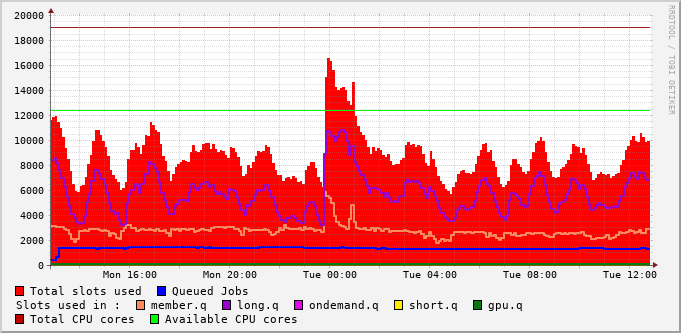 20000
18000
16000
14000
12000
10000
8000
6000
4000
2000
0
Mon 16:00 Mon 20:00 Tue 00:00 Tue 04:00 Tue 08:00 Tue 12:00
RRDTOOL / TOBI OETIKER
Total slots used Queued Jobs
Slots used in : member.q long.q ondemand.q short.q gpu.q
Total CPU cores Available CPU cores